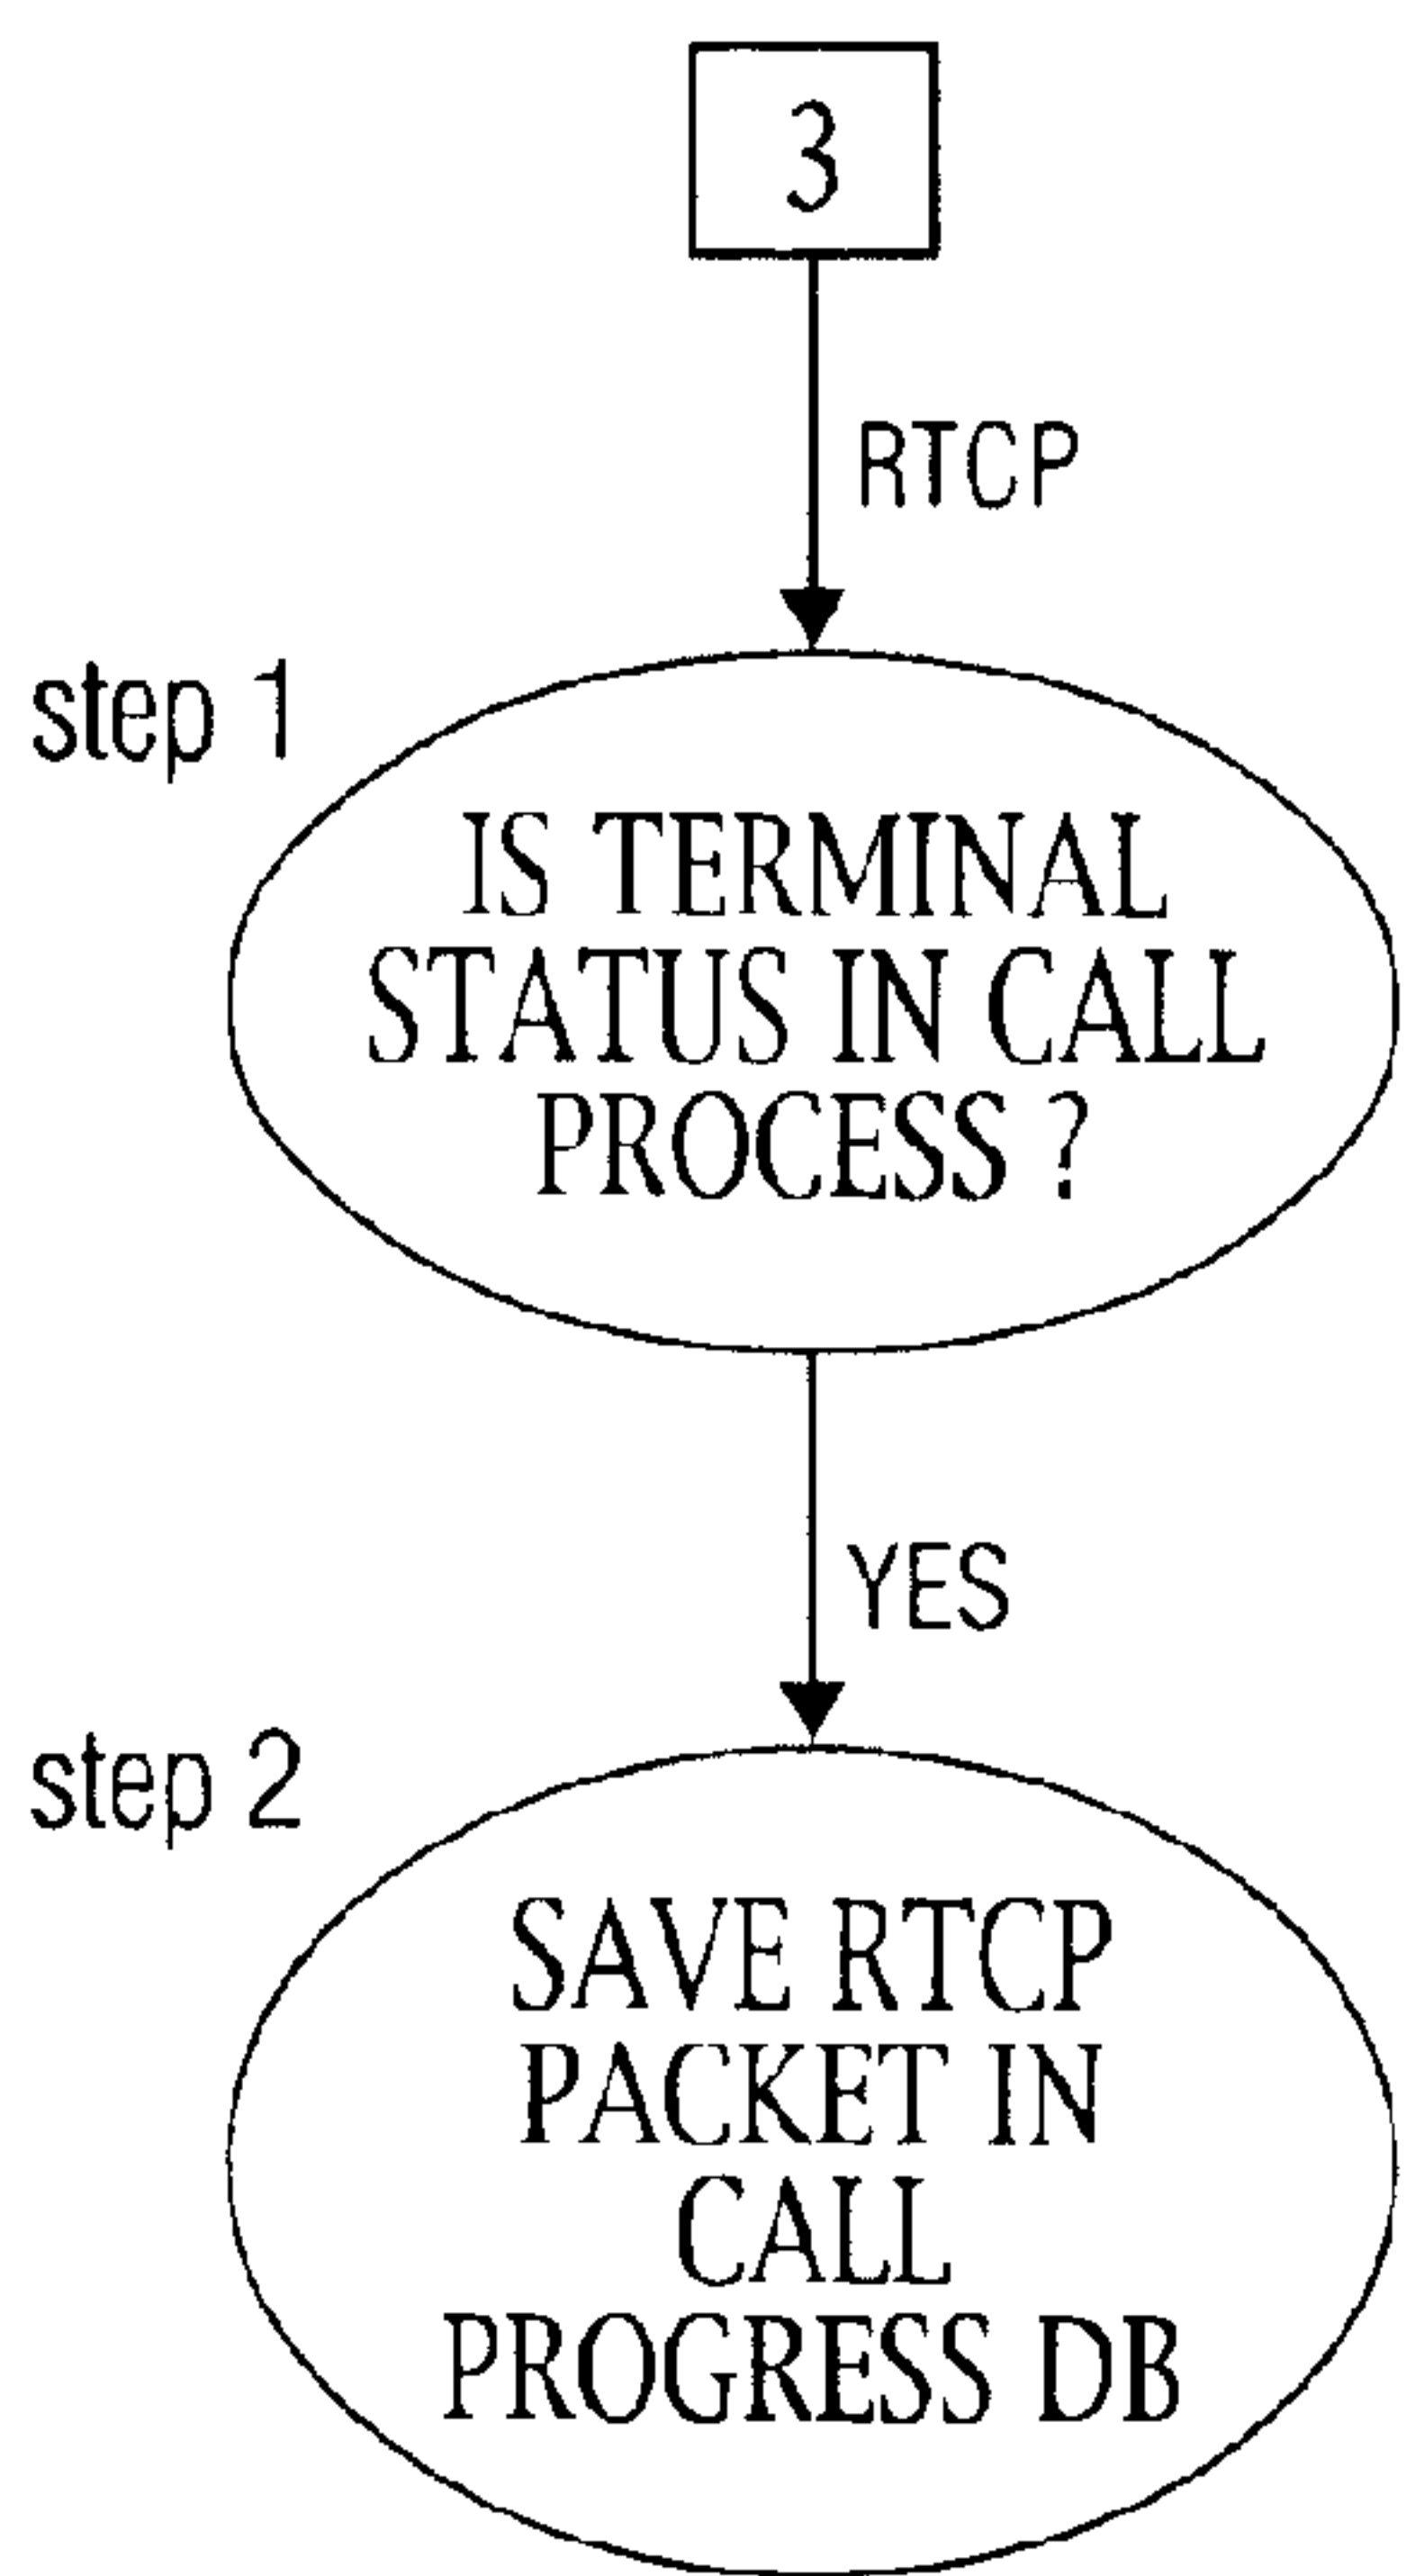 3
RTCP
step 1
IS TERMINAL
STATUS IN CALL
PROCESS ?
YES
step 2
SAVE RTCP
PACKET IN
CALL
PROGRESS DB